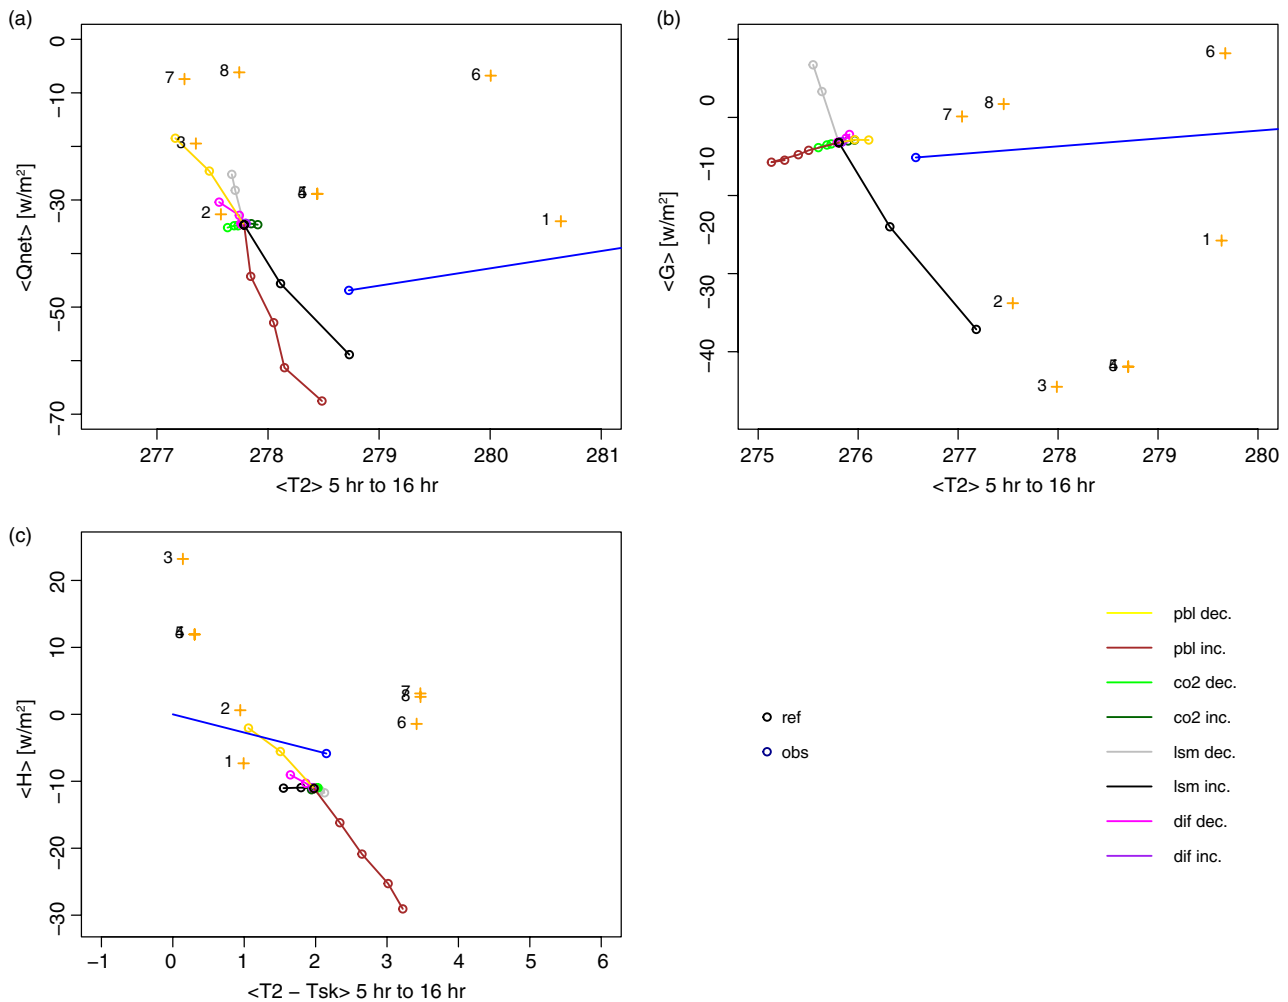 (a)
<Qnet> [w/m²]
0
−10
−30
−50
−70
7
8
6
3
2
5
1
277
278
279
280
281
<T2> 5 hr to 16 hr
(b)
<G> [w/m²]
0
−10
−20
−30
−40
6
8
7
1
2
5
3
275
276
277
278
279
280
<T2> 5 hr to 16 hr
(c)
<H> [w/m²]
20
10
0
−10
−20
−30
3
5
2
1
7
8
6
−1
0
1
2
3
4
5
6
<T2 − Tsk> 5 hr to 16 hr
ref
obs
pbl dec.
pbl inc.
co2 dec.
co2 inc.
lsm dec.
lsm inc.
dif dec.
dif inc.